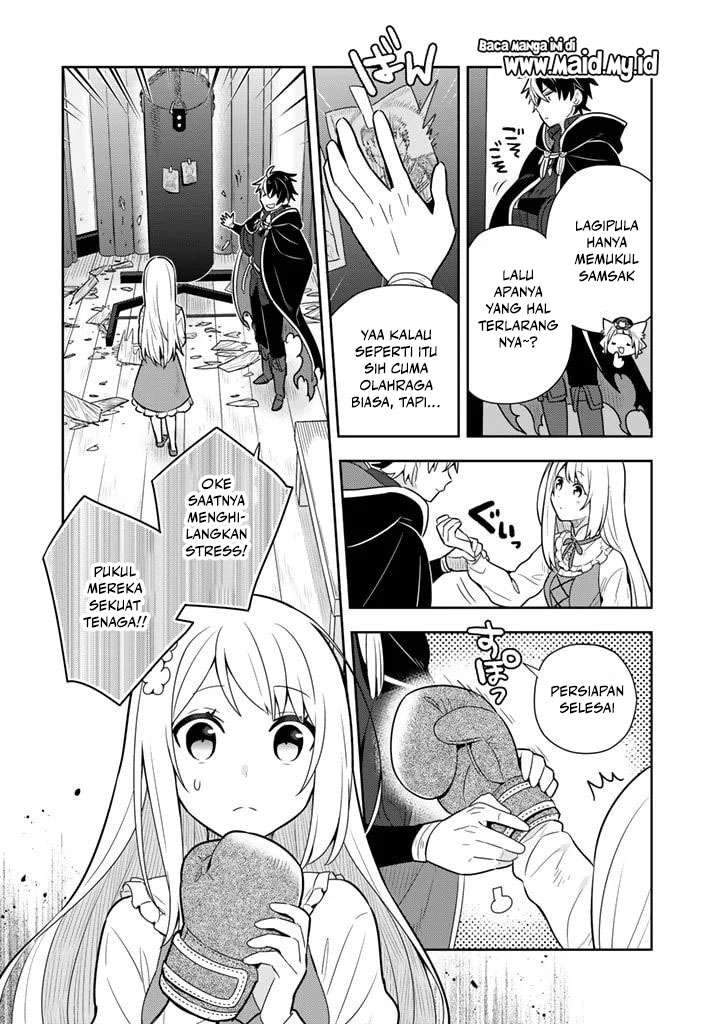 Baca Manga ini di
www.Maid.My.id
LAGIPULA
HANYA
MEMUKUL
SAMSAK
LALU
APANYA
YANG HAL
TERLARANG
NYA~?
ばんっ
YAA KALAU
SEPERTI ITU
SIH CUMA
OLAHRAGA
BIASA, TAPI...
ぐいっ
すぽっ
PERSIAPAN
SELESAI
OKE
SAATNYA
MENGHI-
LANGKAN
STRESS!
PUKUL
MEREKA
SEKUAT
TENAGA!!